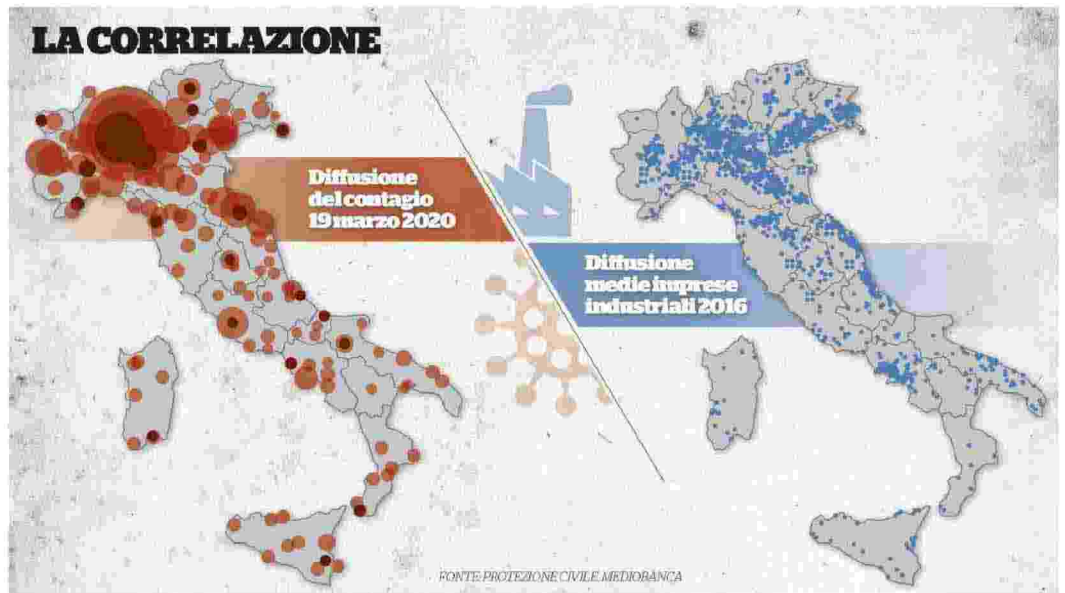 LA CORRELAZIONE
Diffusione
del contagio
19 marzo 2020
Diffusione
medie imprese
industriali 2016
FONTE: PROTEZIONE CIVILE, MEDIOBANCA